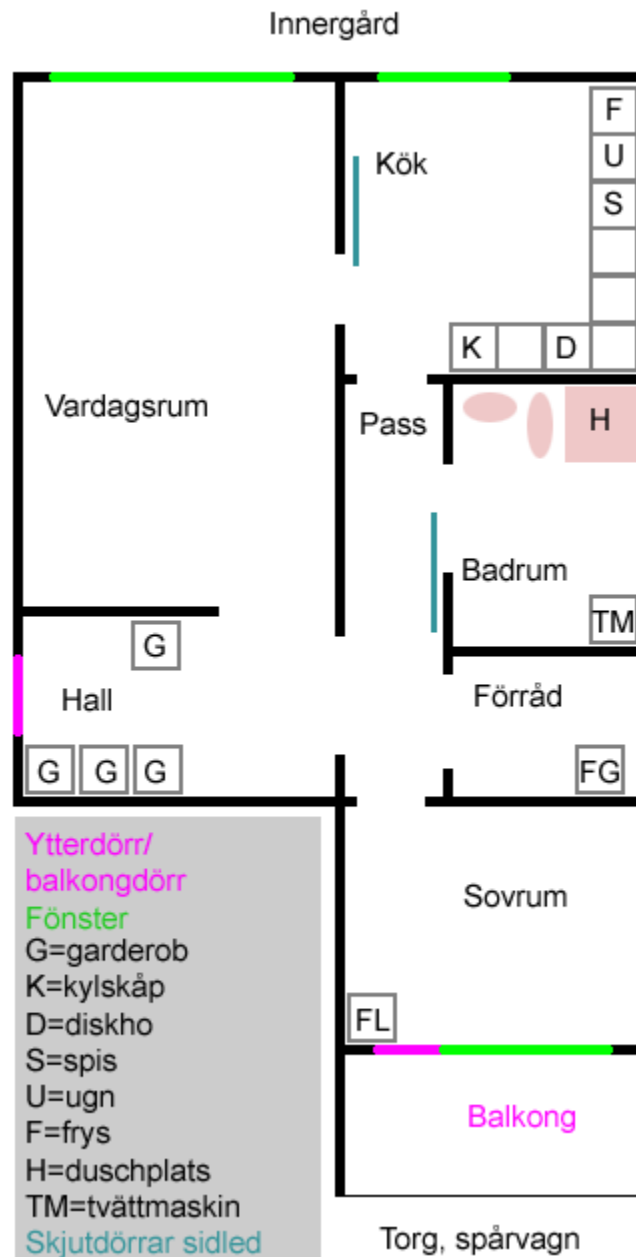 Innergård
F
U
Kök
S
K
D
Vardagsrum
Pass
H
Badrum
TM
G
Hall
Förråd
G
G
G
FG
Ytterdörr/
balkongdörr
Fönster
G=garderob
K=kylskåp
D=diskho
S=spis
U=ugn
F=frys
H=duschplats
TM=tvättmaskin
Skjutdörrar sidled
Sovrum
FL
Balkong
Torg, spårvagn